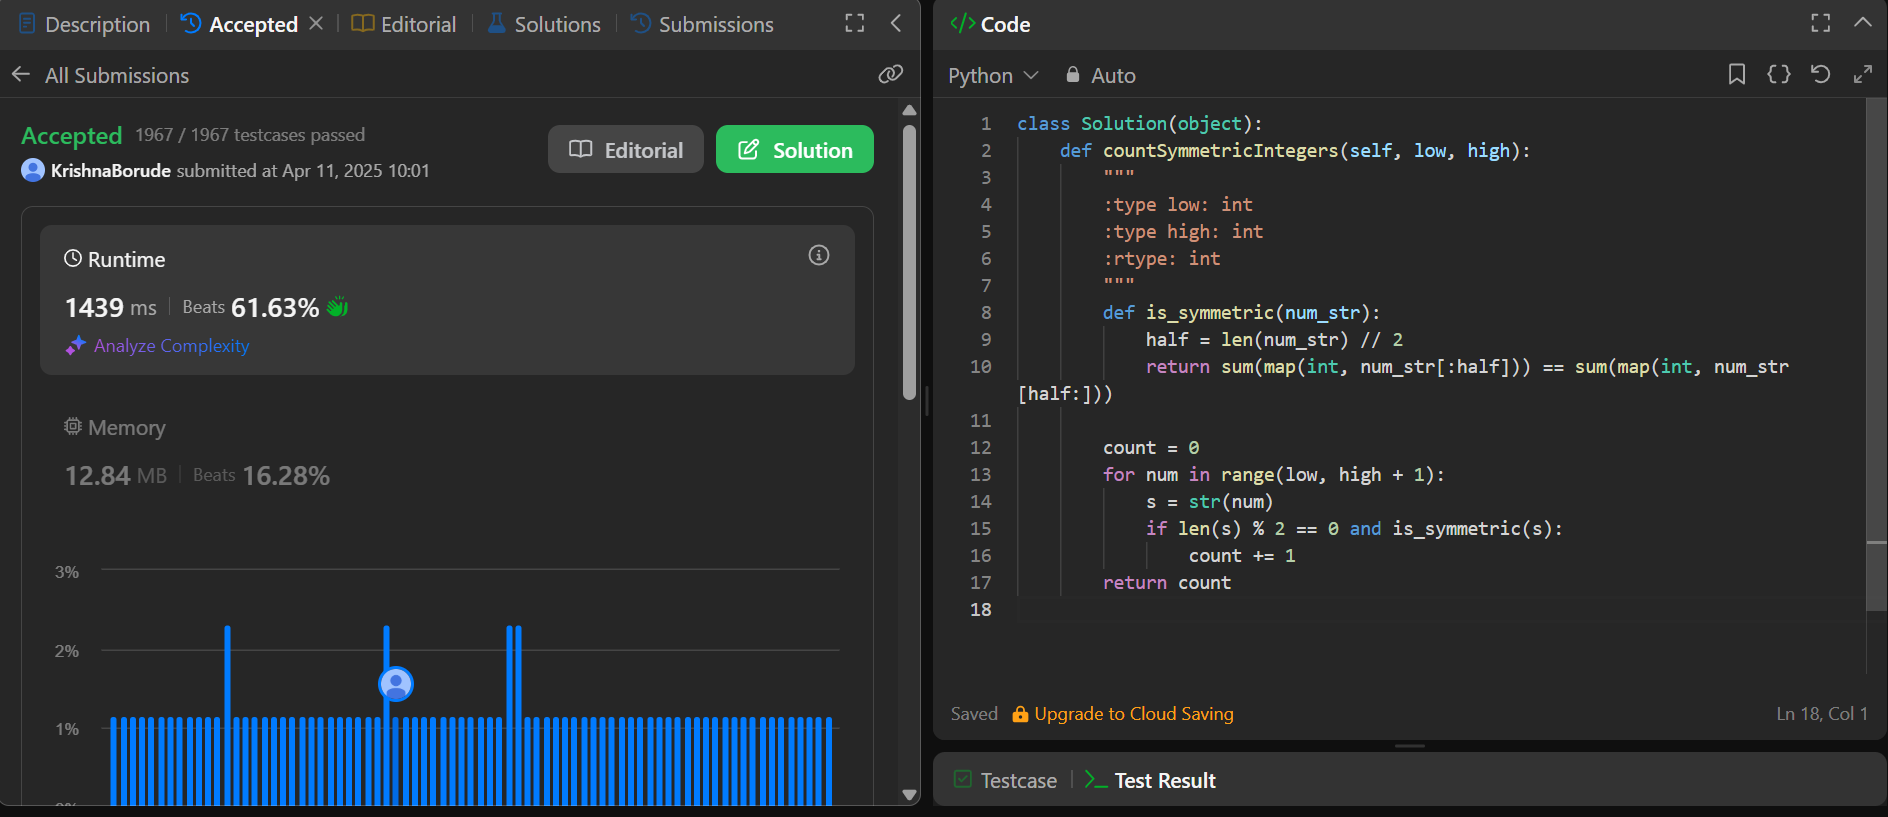 Description
Accepted
Editorial
Solutions
Submissions
All Submissions
Accepted 1967 / 1967 testcases passed
KrishnaBorude submitted at Apr 11, 2025 10:01
Editorial
Solution
Runtime
1439 ms Beats 61.63%
Analyze Complexity
Memory
12.84 MB Beats 16.28%
3%
2%
1%
0%
</> Code
Python
Auto
1 class Solution(object):
2     def countSymmetricIntegers(self, low, high):
3         """
4         :type low: int
5         :type high: int
6         :rtype: int
7         """
8         def is_symmetric(num_str):
9             half = len(num_str) // 2
10             return sum(map(int, num_str[:half])) == sum(map(int, num_str
[half:]))
11
12         count = 0
13         for num in range(low, high + 1):
14             s = str(num)
15             if len(s) % 2 == 0 and is_symmetric(s):
16                 count += 1
17         return count
18
Saved
Upgrade to Cloud Saving
Ln 18, Col 1
Testcase
Test Result